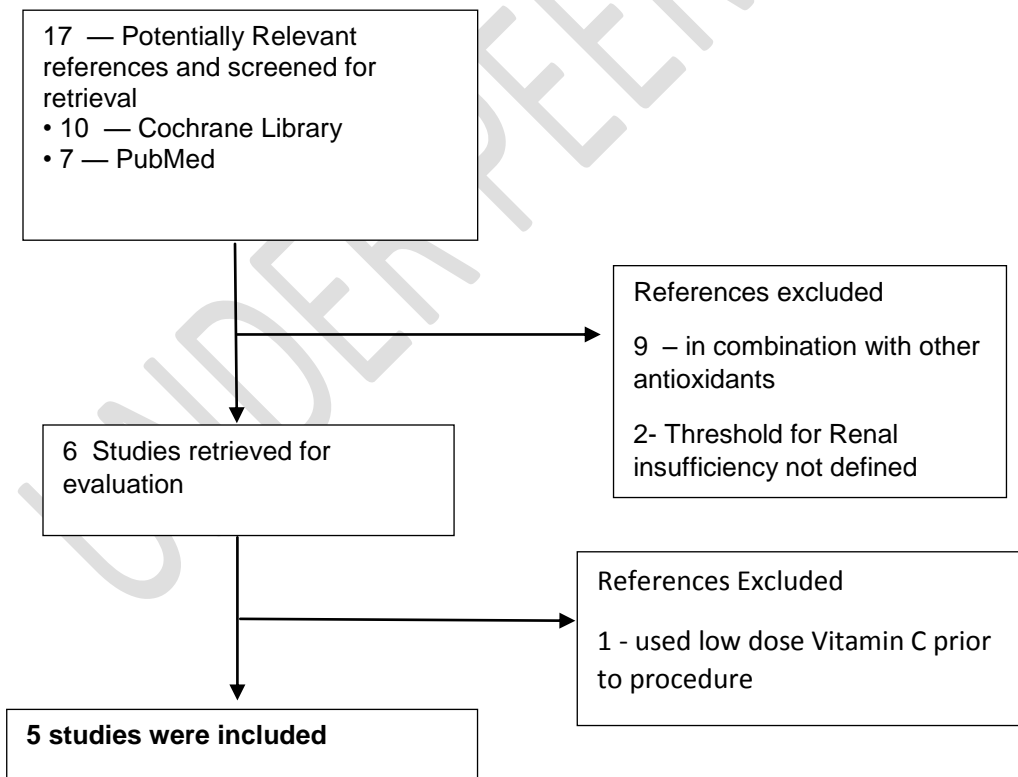 17 — Potentially Relevant
references and screened for
retrieval
• 10 — Cochrane Library
• 7 — PubMed
References excluded
9 – in combination with other
antioxidants
2- Threshold for Renal
insufficiency not defined
6 Studies retrieved for
evaluation
References Excluded
1 - used low dose Vitamin C prior
to procedure
5 studies were included
UNDER PEE